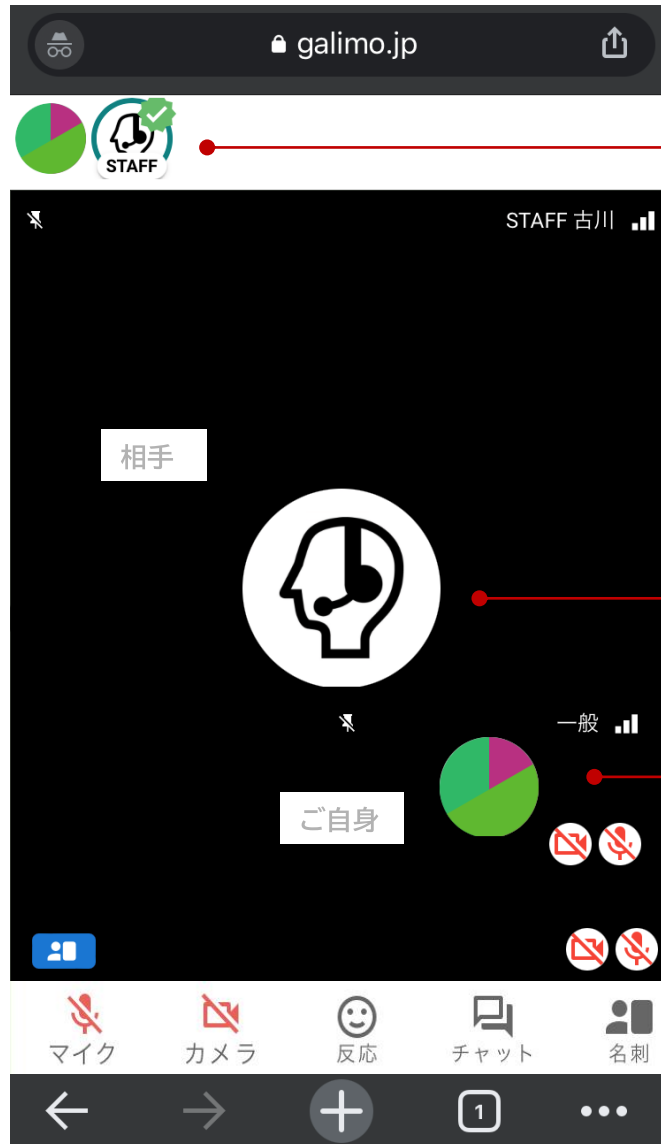 galimo.jp
STAFF
STAFF 古川
相手
一般
ご自身
マイク
カメラ
反応
チャット
名刺
1